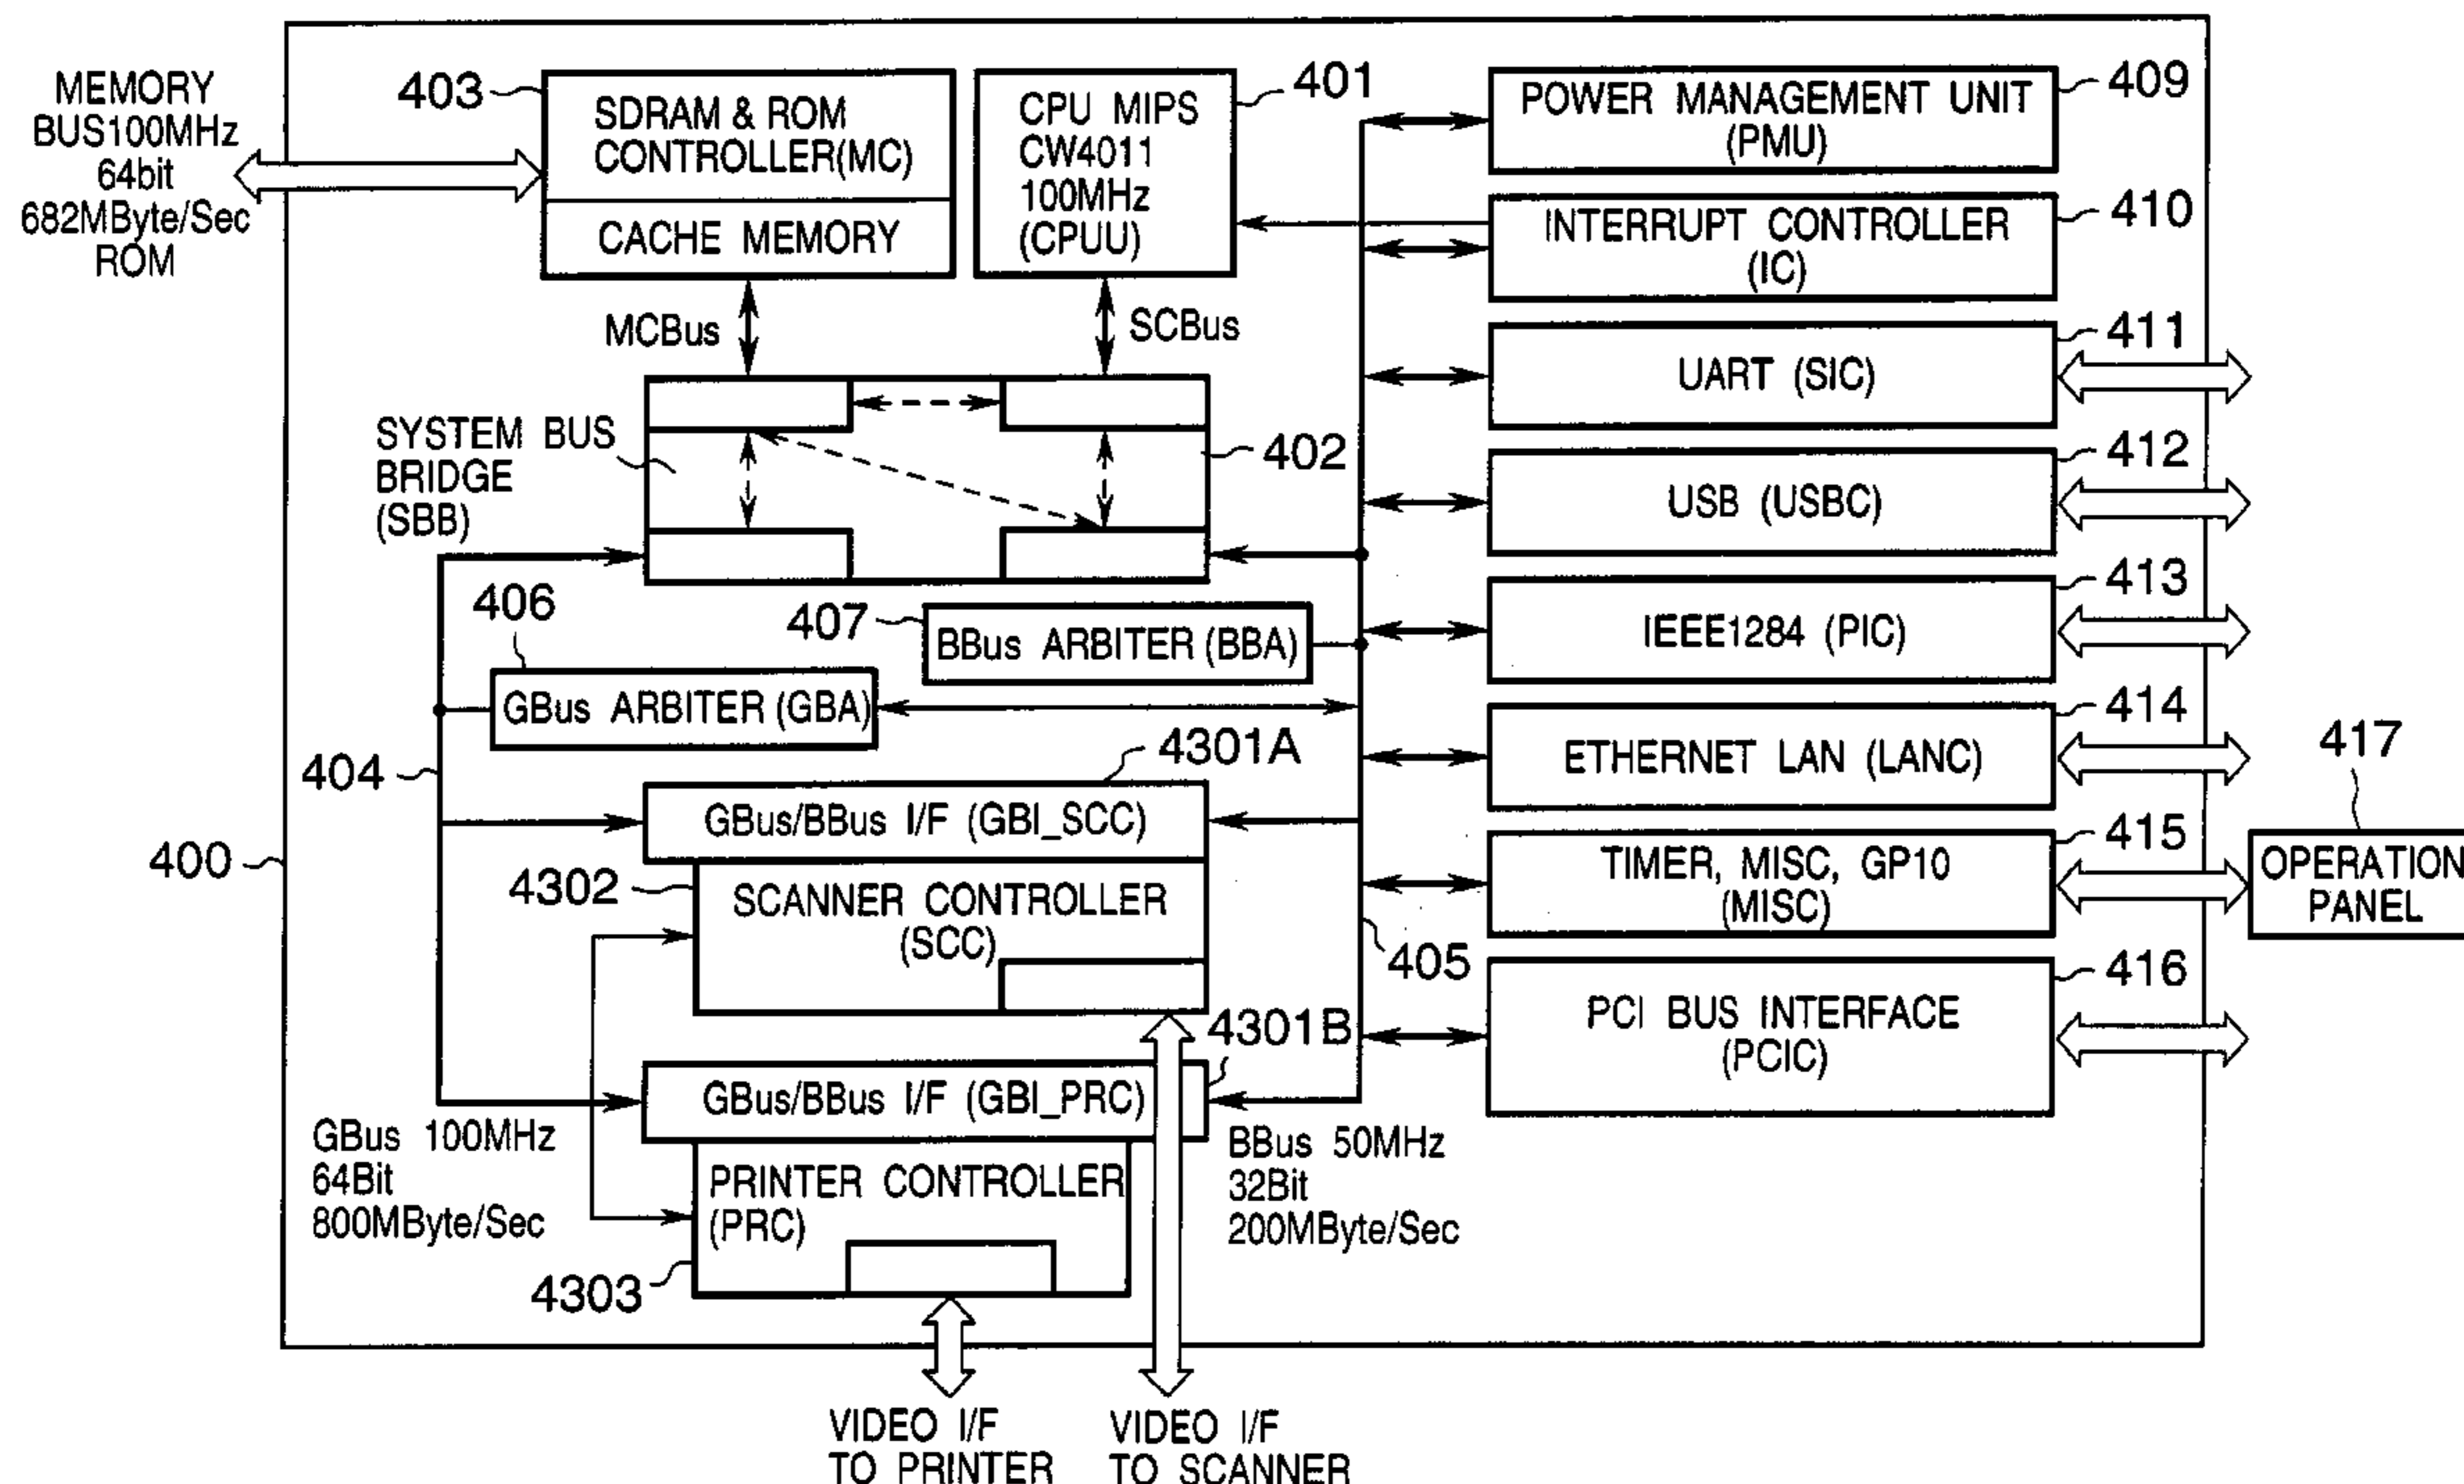 MEMORY
BUS100MHz
64bit
682MByte/Sec
ROM
403
SDRAM & ROM
CONTROLLER(MC)
CACHE MEMORY
CPU MIPS
CW4011
100MHz
(CPUU)
401
MCBus
SCBus
SYSTEM BUS
BRIDGE
(SBB)
402
406
407
BBus ARBITER (BBA)
GBus ARBITER (GBA)
404
4301A
GBus/BBus I/F (GBI_SCC)
400
4302
SCANNER CONTROLLER
(SCC)
405
4301B
GBus/BBus I/F (GBI_PRC)
GBus 100MHz
64Bit
800MByte/Sec
PRINTER CONTROLLER
(PRC)
4303
BBus 50MHz
32Bit
200MByte/Sec
VIDEO I/F
TO PRINTER
VIDEO I/F
TO SCANNER
POWER MANAGEMENT UNIT
(PMU)
409
INTERRUPT CONTROLLER
(IC)
410
UART (SIC)
411
USB (USBC)
412
IEEE1284 (PIC)
413
ETHERNET LAN (LANC)
414
TIMER, MISC, GP10
(MISC)
415
PCI BUS INTERFACE
(PCIC)
416
417
OPERATION
PANEL